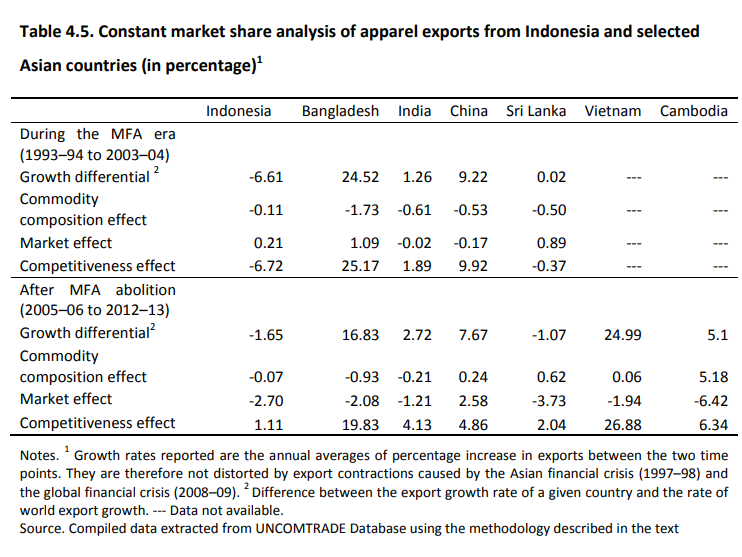 Table 4.5. Constant market share analysis of apparel exports from Indonesia and selected
Asian countries (in percentage)1
Indonesia Bangladesh India China Sri Lanka Vietnam Cambodia
During the MFA era
(1993–94 to 2003–04)
Growth differential 2 -6.61 24.52 1.26 9.22 0.02 --- ---
Commodity
composition effect -0.11 -1.73 -0.61 -0.53 -0.50 --- ---
Market effect 0.21 1.09 -0.02 -0.17 0.89 --- ---
Competitiveness effect -6.72 25.17 1.89 9.92 -0.37 --- ---
After MFA abolition
(2005–06 to 2012–13)
Growth differential2 -1.65 16.83 2.72 7.67 -1.07 24.99 5.1
Commodity
composition effect -0.07 -0.93 -0.21 0.24 0.62 0.06 5.18
Market effect -2.70 -2.08 -1.21 2.58 -3.73 -1.94 -6.42
Competitiveness effect 1.11 19.83 4.13 4.86 2.04 26.88 6.34
Notes. 1 Growth rates reported are the annual averages of percentage increase in exports between the two time
points. They are therefore not distorted by export contractions caused by the Asian financial crisis (1997–98) and
the global financial crisis (2008–09). 2 Difference between the export growth rate of a given country and the rate of
world export growth. --- Data not available.
Source. Compiled data extracted from UNCOMTRADE Database using the methodology described in the text